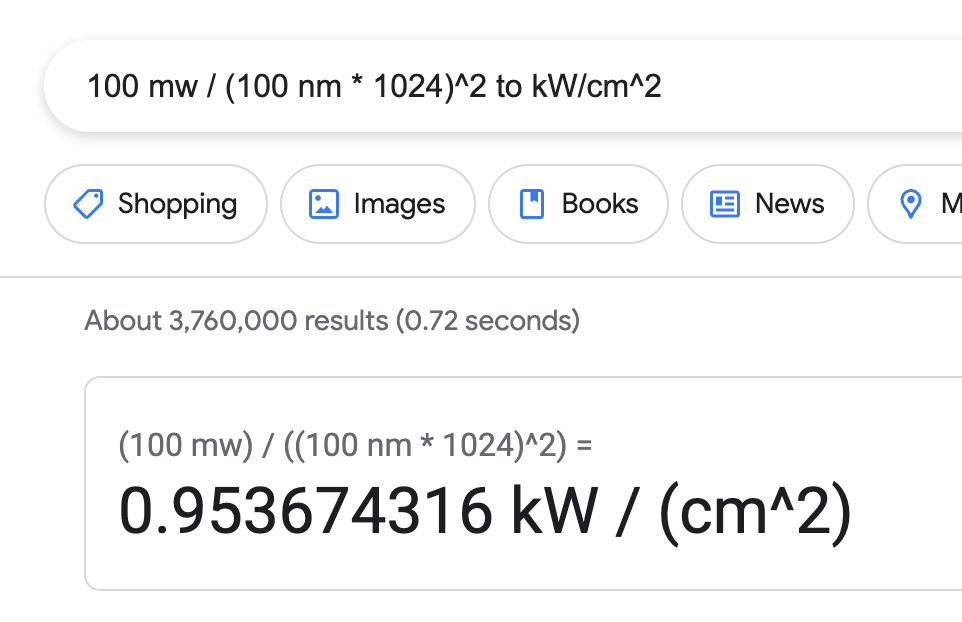 100 mw / (100 nm * 1024)^2 to kW/cm^2
Shopping Images Books News
About 3,760,000 results (0.72 seconds)
(100 mw) / ((100 nm * 1024)^2) =
0.953674316 kW / (cm^2)